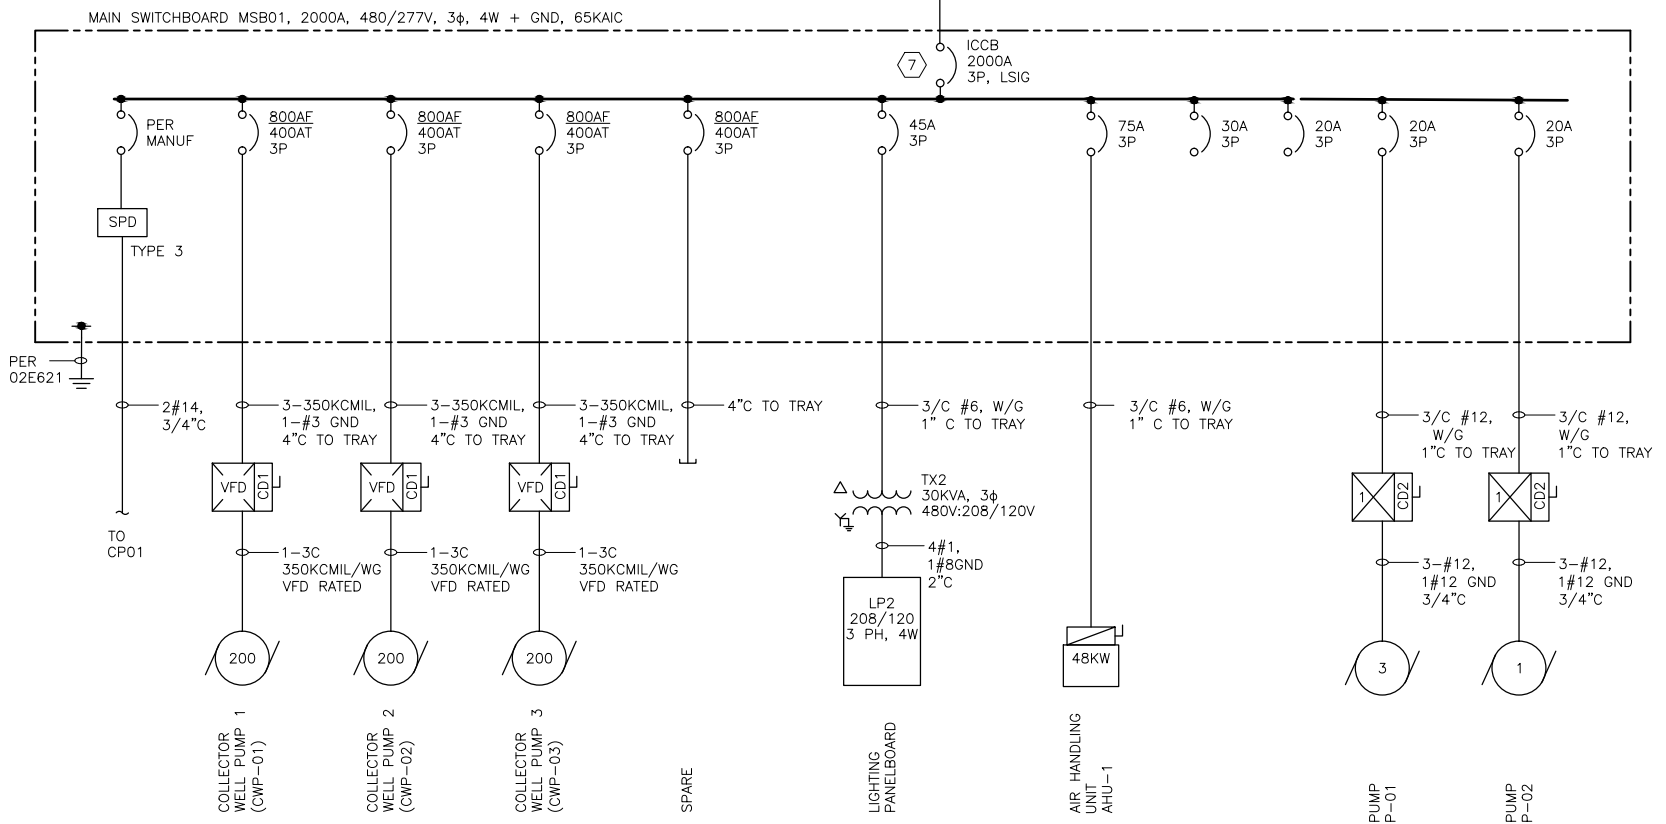 MAIN SWITCHBOARD MSB01, 2000A, 480/277V, 3ϕ, 4W + GND, 65KAIC
7
ICCB
2000A
3P, LSIG
PER
MANUF
800AF
400AT
3P
800AF
400AT
3P
800AF
400AT
3P
800AF
400AT
3P
45A
3P
75A
3P
30A
3P
20A
3P
20A
3P
20A
3P
SPD
TYPE 3
PER
02E621
2#14,
3/4"C
3-350KCMIL,
1-#3 GND
4"C TO TRAY
3-350KCMIL,
1-#3 GND
4"C TO TRAY
3-350KCMIL,
1-#3 GND
4"C TO TRAY
4"C TO TRAY
3/C #6, W/G
1" C TO TRAY
3/C #6, W/G
1" C TO TRAY
3/C #12,
W/G
1"C TO TRAY
3/C #12,
W/G
1"C TO TRAY
VFD
CD1
VFD
CD1
VFD
CD1
TX2
30KVA, 3ϕ
480V:208/120V
1
CD2
1
CD2
TO
CP01
1-3C
350KCMIL/WG
VFD RATED
1-3C
350KCMIL/WG
VFD RATED
1-3C
350KCMIL/WG
VFD RATED
4#1,
1#8GND
2"C
3-#12,
1#12 GND
3/4"C
3-#12,
1#12 GND
3/4"C
LP2
208/120
3 PH, 4W
200
200
200
48KW
3
1
COLLECTOR
WELL PUMP 1
(CWP-01)
COLLECTOR
WELL PUMP 2
(CWP-02)
COLLECTOR
WELL PUMP 3
(CWP-03)
SPARE
LIGHTING
PANELBOARD
AIR HANDLING
UNIT
AHU-1
PUMP
P-01
PUMP
P-02